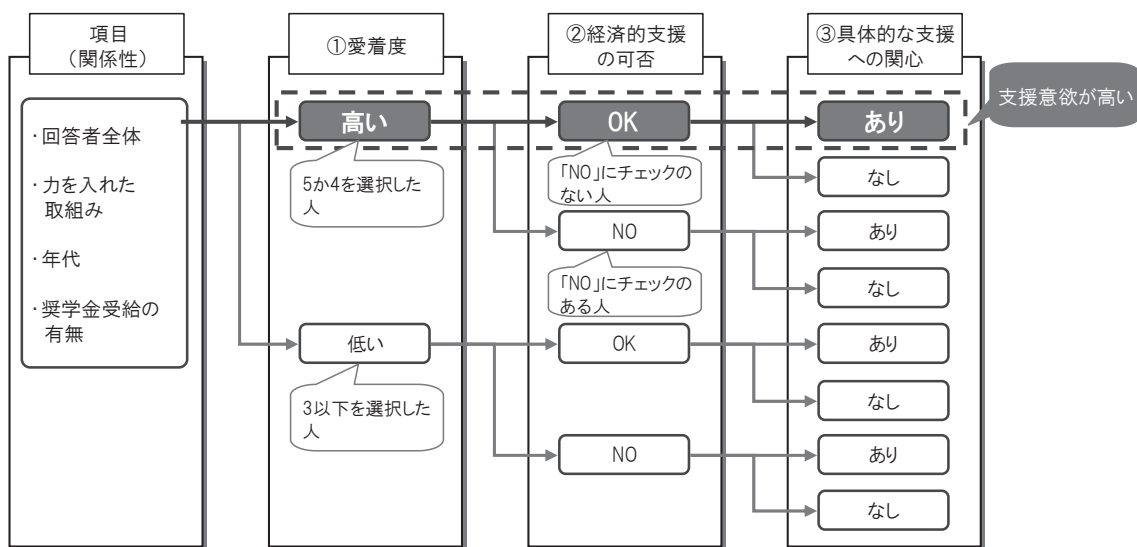 項目
（関係性）
①愛着度
②経済的支援
の可否
③具体的な支援
への関心
支援意欲が高い
・回答者全体
・力を入れた
取組み
・年代
・奨学金受給の
有無
高い
5か4を選択した
人
低い
3以下を選択した
人
OK
「NO」にチェックの
ない人
NO
「NO」にチェックの
ある人
OK
NO
あり
なし
あり
なし
あり
なし
あり
なし